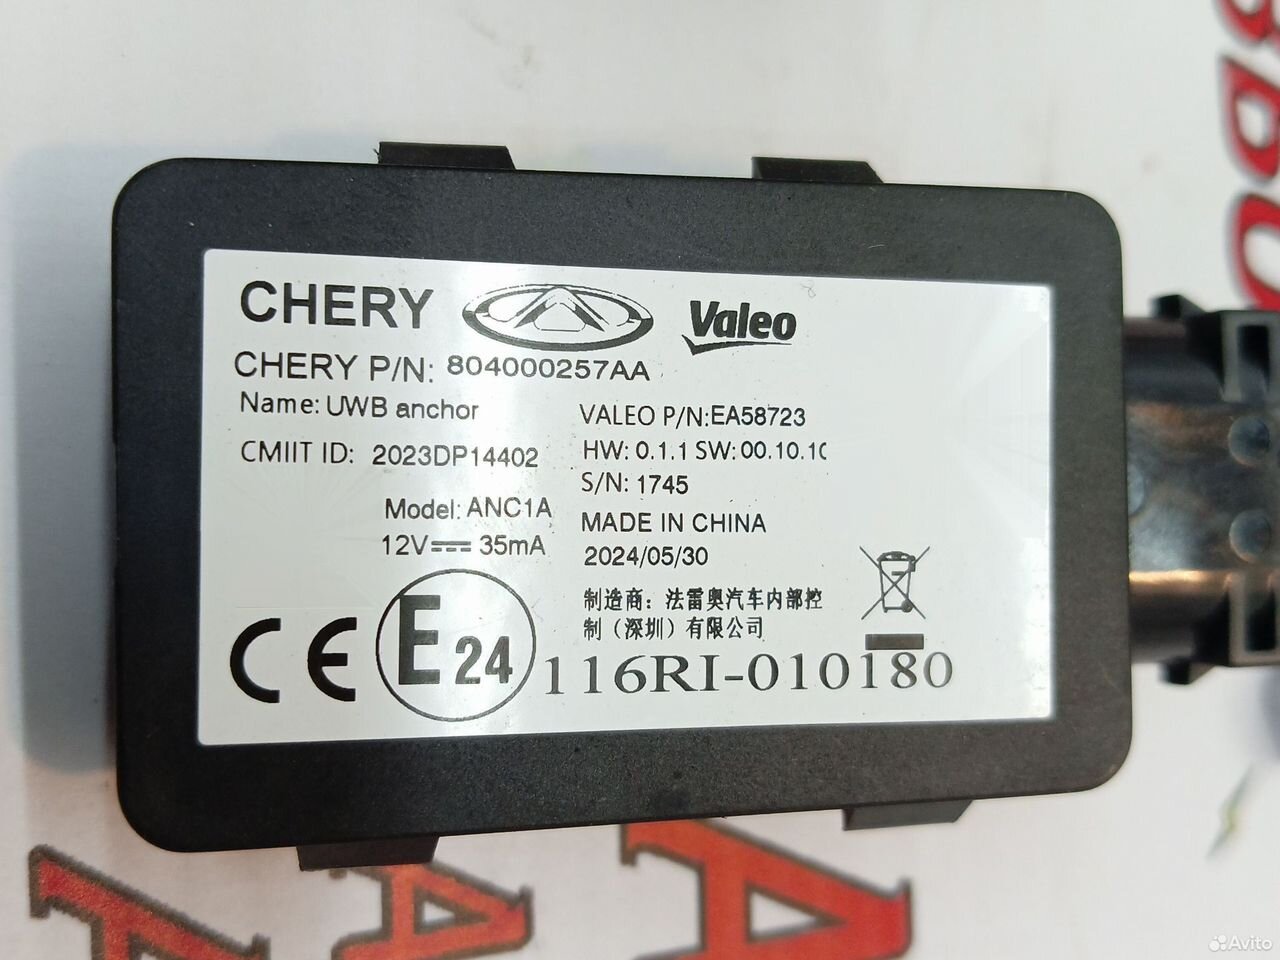 CHERY Valeo
CHERY P/N: 804000257AA
Name: UWB anchor
VALEO P/N:EA58723
CMIIT ID: 2023DP14402
HW: 0.1.1 SW: 00.10.10
S/N: 1745
Model: ANC1A
MADE IN CHINA
12V 35mA
2024/05/30
制造商：法雷奥汽车内部控
制（深圳）有限公司
CE E24 116RI-010180
Avito